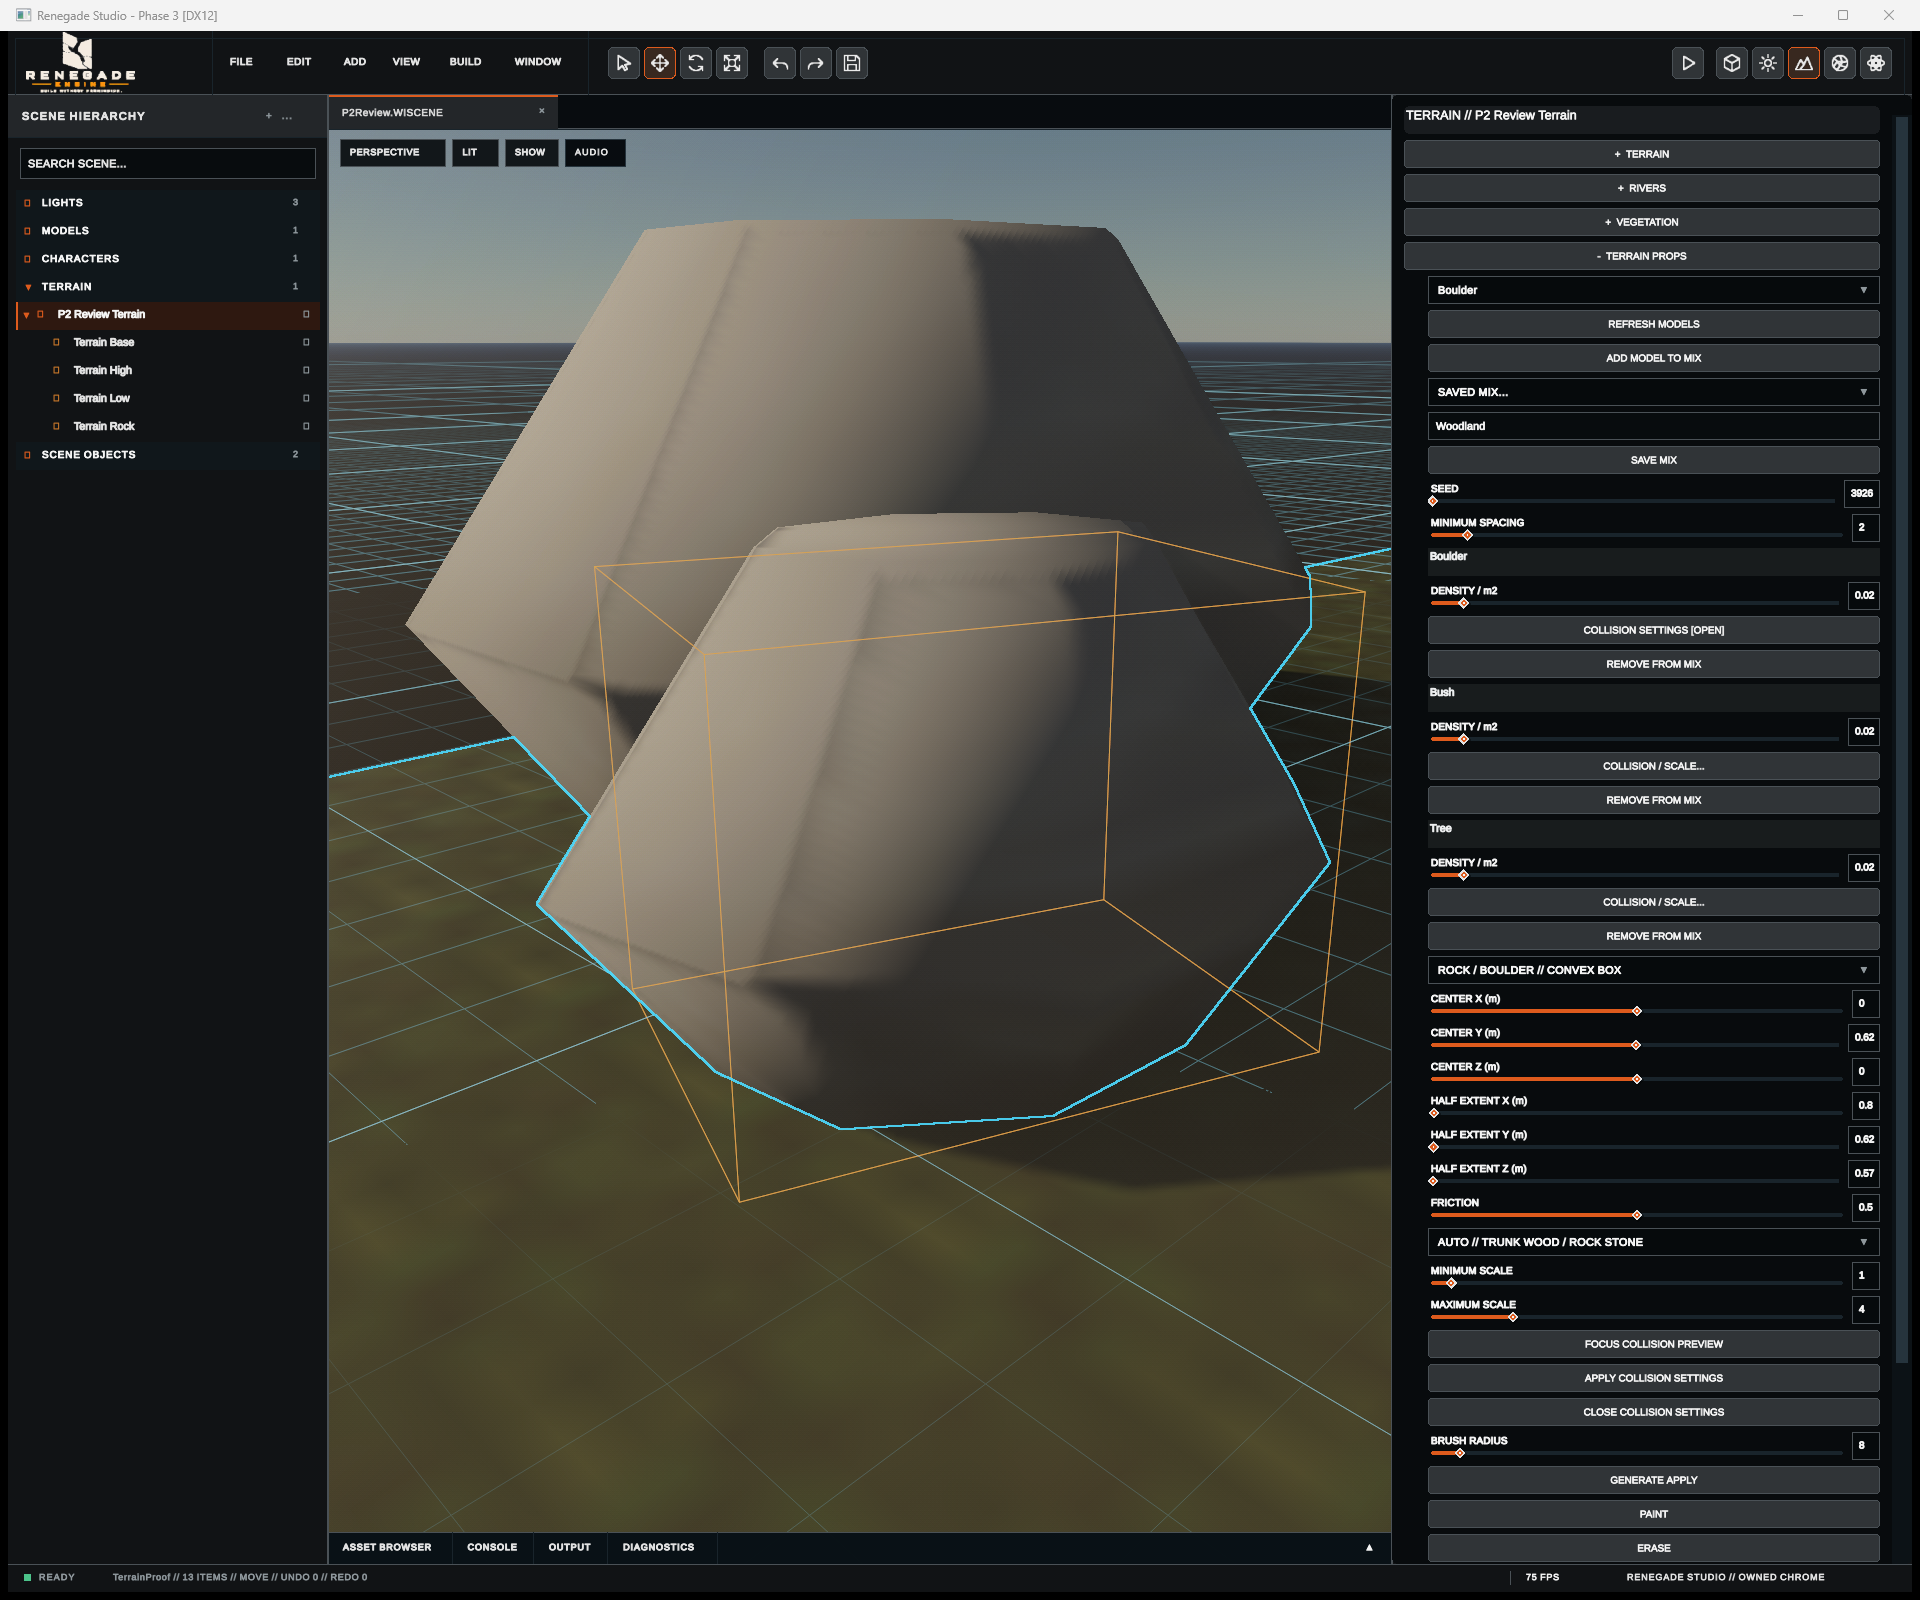 Renegade Studio - Phase 3 [DX12]
RENEGADE
ENGINE
FILE EDIT ADD VIEW BUILD WINDOW
SCENE HIERARCHY + ...
SEARCH SCENE...
LIGHTS 3
MODELS 1
CHARACTERS 1
TERRAIN 1
P2 Review Terrain
Terrain Base
Terrain High
Terrain Low
Terrain Rock
SCENE OBJECTS 2
P2Review.WISCENE ×
PERSPECTIVE LIT SHOW AUDIO
TERRAIN // P2 Review Terrain
+ TERRAIN
+ RIVERS
+ VEGETATION
- TERRAIN PROPS
Boulder
REFRESH MODELS
ADD MODEL TO MIX
SAVED MIX...
Woodland
SAVE MIX
SEED 3926
MINIMUM SPACING 2
Boulder
DENSITY / m2 0.02
COLLISION SETTINGS [OPEN]
REMOVE FROM MIX
Bush
DENSITY / m2 0.02
COLLISION / SCALE...
REMOVE FROM MIX
Tree
DENSITY / m2 0.02
COLLISION / SCALE...
REMOVE FROM MIX
ROCK / BOULDER // CONVEX BOX
CENTER X (m) 0
CENTER Y (m) 0.62
CENTER Z (m) 0
HALF EXTENT X (m) 0.8
HALF EXTENT Y (m) 0.62
HALF EXTENT Z (m) 0.57
FRICTION 0.5
AUTO // TRUNK WOOD / ROCK STONE
MINIMUM SCALE 1
MAXIMUM SCALE 4
FOCUS COLLISION PREVIEW
APPLY COLLISION SETTINGS
CLOSE COLLISION SETTINGS
BRUSH RADIUS 8
GENERATE APPLY
PAINT
ERASE
ASSET BROWSER CONSOLE OUTPUT DIAGNOSTICS
READY TerrainProof // 13 ITEMS // MOVE // UNDO 0 // REDO 0
75 FPS RENEGADE STUDIO // OWNED CHROME